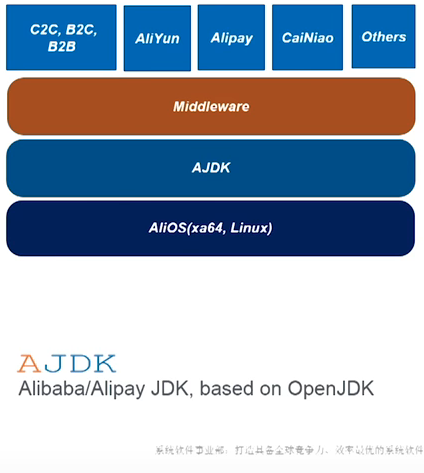 C2C, B2C,
B2B
AliYun
Alipay
CaiNiao
Others
Middleware
AJDK
AliOS(xa64, Linux)
AJDK
Alibaba/Alipay JDK, based on OpenJDK
系统软件事业部，打造具备全球竞争力、效率最优的系统软件